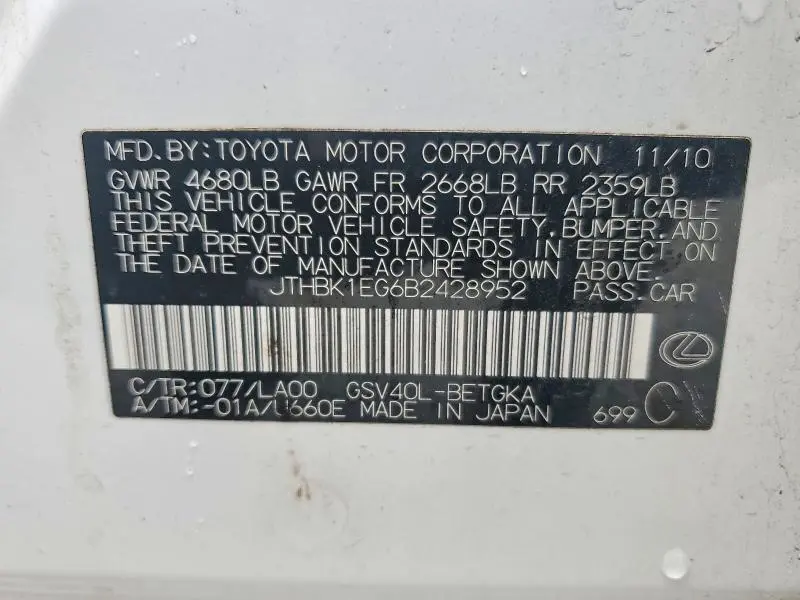 MFD. BY: TOYOTA MOTOR CORPORATION 11/10
GVWR 4680LB GAWR FR 2668LB RR 2359LB
THIS VEHICLE CONFORMS TO ALL APPLICABLE
FEDERAL MOTOR VEHICLE SAFETY, BUMPER, AND
THEFT PREVENTION STANDARDS IN EFFECT ON
THE DATE OF MANUFACTURE SHOWN ABOVE.
JTHBK1EG6B2428952 PASS. CAR
C/TR: 077/LA00 GSV40L-BETGKA
A/TM: -01A/U660E MADE IN JAPAN 699 C